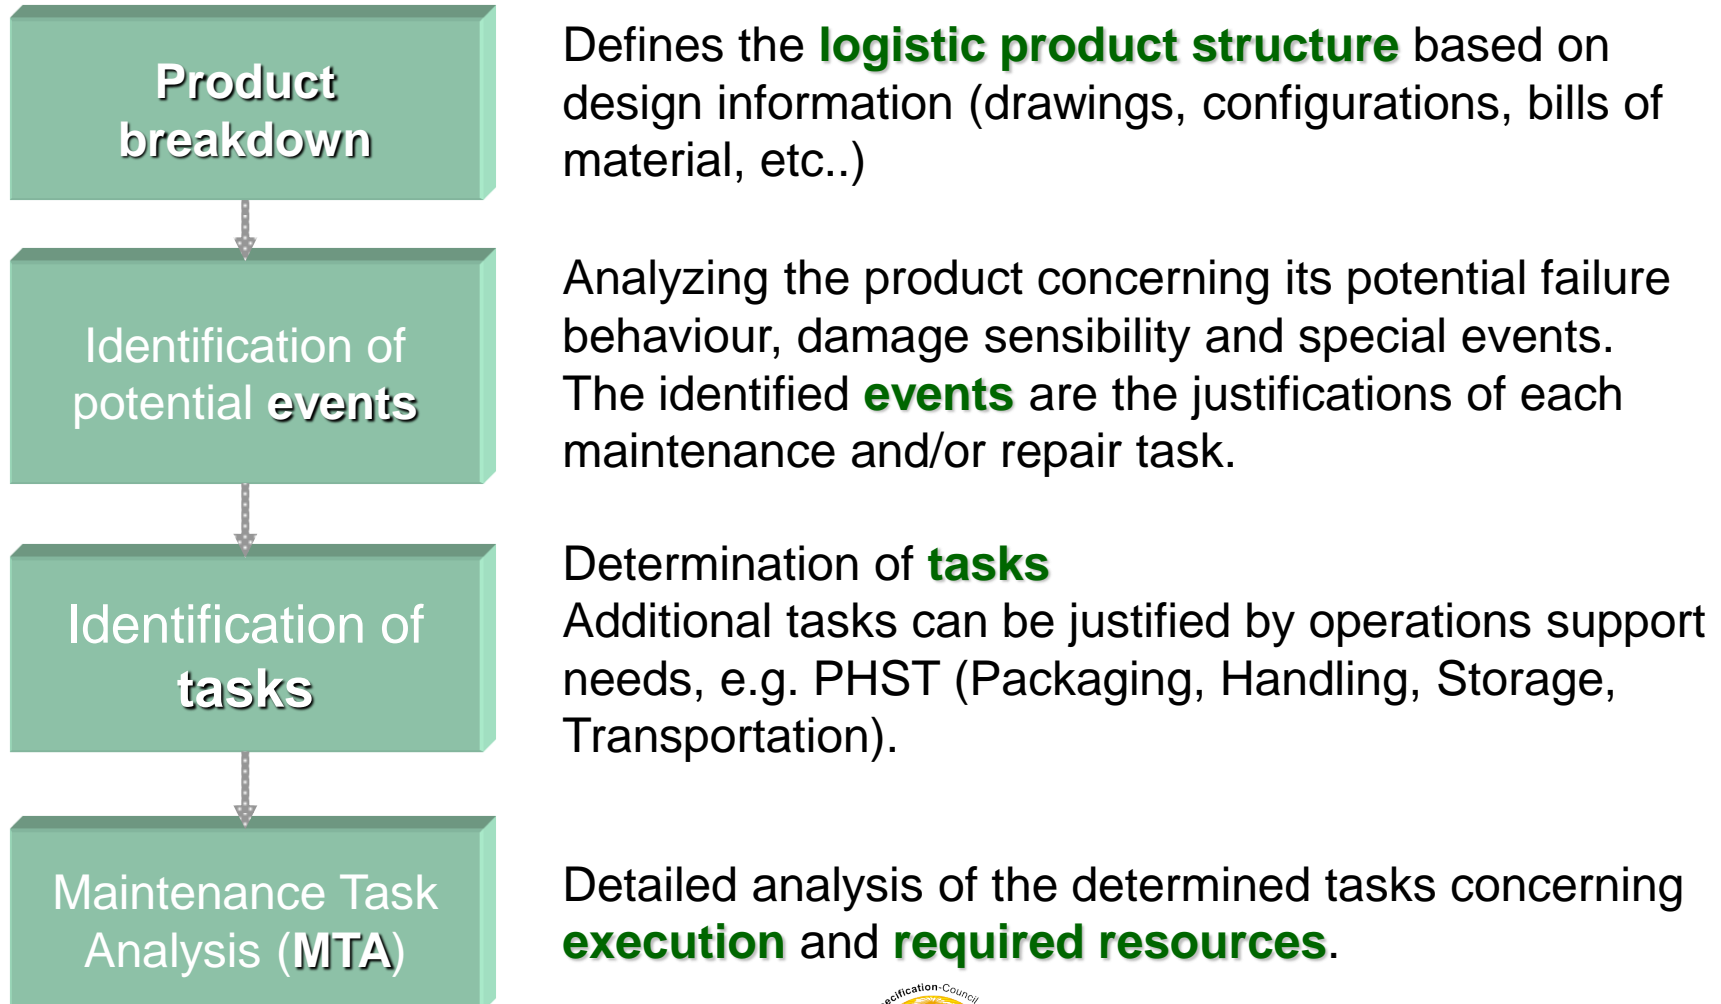 Product
breakdown
Defines the logistic product structure based on
design information (drawings, configurations, bills of
material, etc..)
Identification of
potential events
Analyzing the product concerning its potential failure
behaviour, damage sensibility and special events.
The identified events are the justifications of each
maintenance and/or repair task.
Identification of
tasks
Determination of tasks
Additional tasks can be justified by operations support
needs, e.g. PHST (Packaging, Handling, Storage,
Transportation).
Maintenance Task
Analysis (MTA)
Detailed analysis of the determined tasks concerning
execution and required resources.